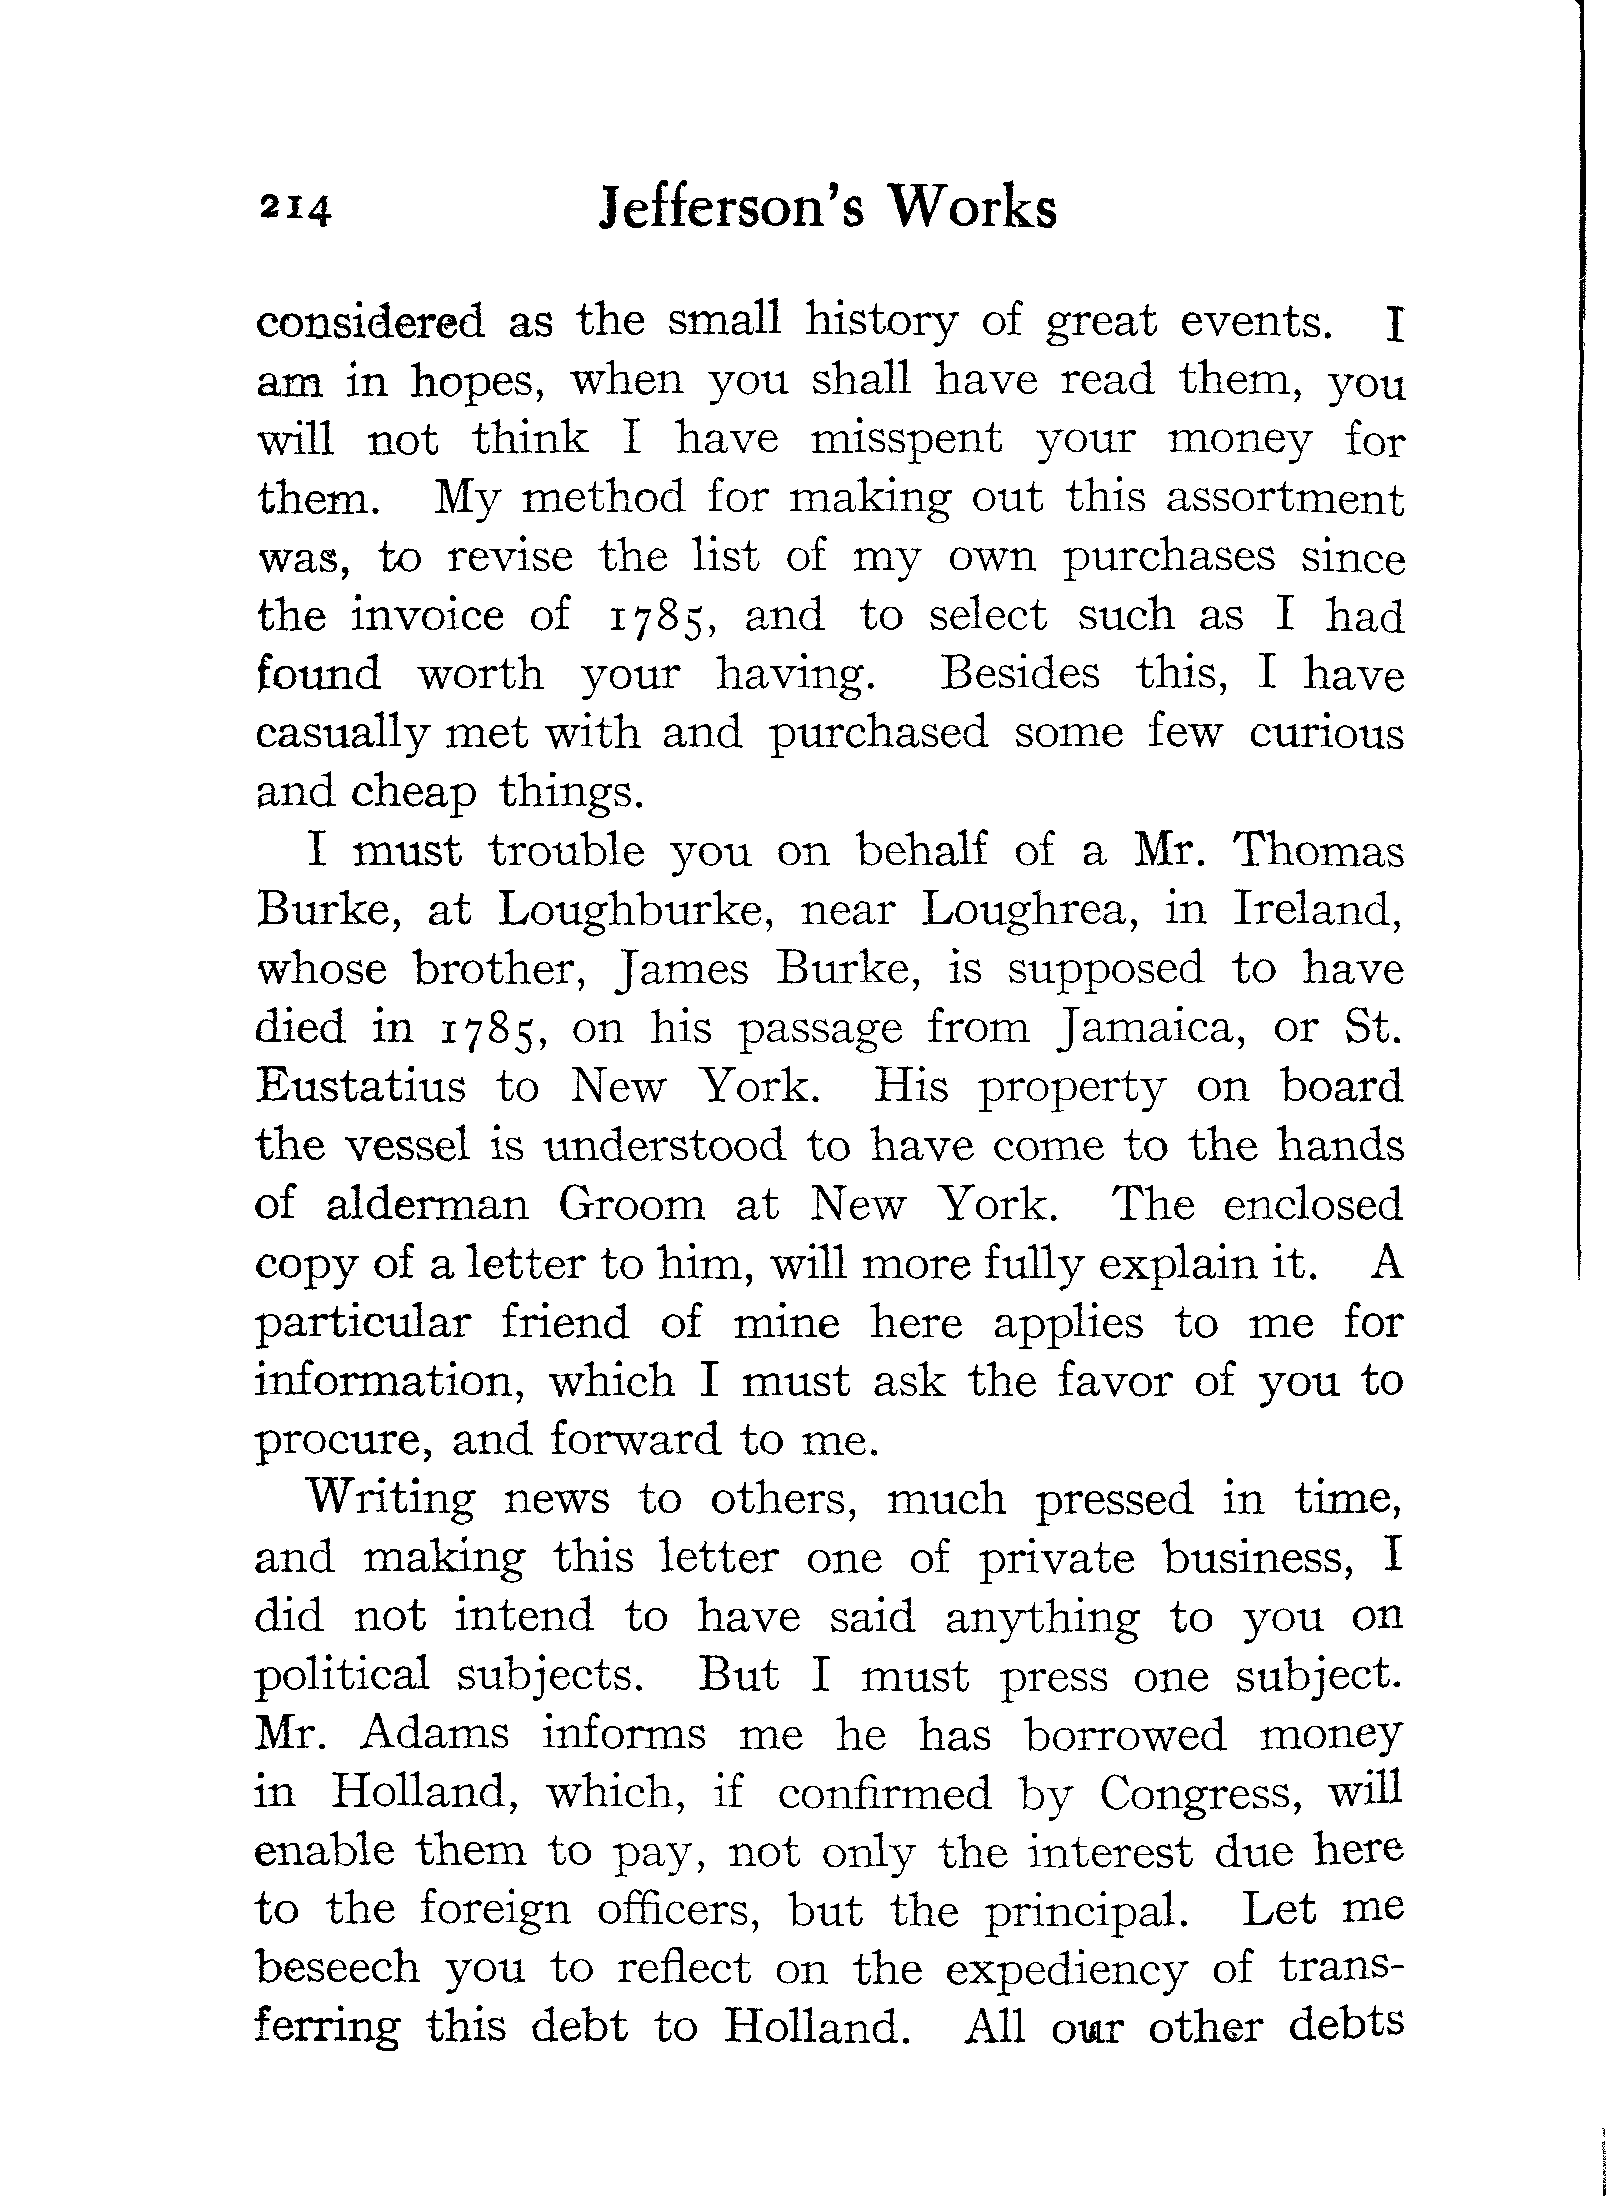 214 Jefferson's Works
considered as the small history of great events. I
am in hopes, when you shall have read them, you
will not think I have misspent your money for
them. My method for making out this assortment
was, to revise the list of my own purchases since
the invoice of 1785, and to select such as I had
found worth your having. Besides this, I have
casually met with and purchased some few curious
and cheap things.
I must trouble you on behalf of a Mr. Thomas
Burke, at Loughburke, near Loughrea, in Ireland,
whose brother, James Burke, is supposed to have
died in 1785, on his passage from Jamaica, or St.
Eustatius to New York. His property on board
the vessel is understood to have come to the hands
of alderman Groom at New York. The enclosed
copy of a letter to him, will more fully explain it. A
particular friend of mine here applies to me for
information, which I must ask the favor of you to
procure, and forward to me.
Writing news to others, much pressed in time,
and making this letter one of private business, I
did not intend to have said anything to you on
political subjects. But I must press one subject.
Mr. Adams informs me he has borrowed money
in Holland, which, if confirmed by Congress, will
enable them to pay, not only the interest due here
to the foreign officers, but the principal. Let me
beseech you to reflect on the expediency of trans-
ferring this debt to Holland. All our other debts